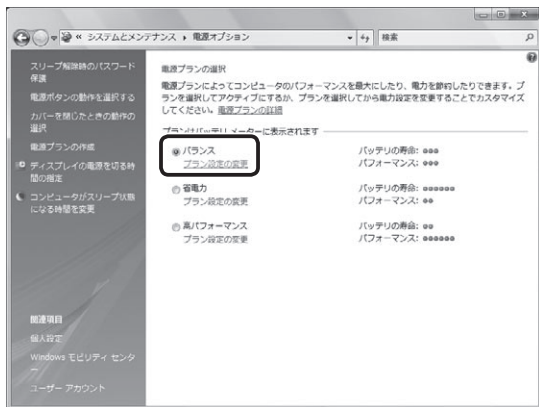 « システムとメンテナンス ▸ 電源オプション
検索
スリープ解除時のパスワード
保護
電源ボタンの動作を選択する
カバーを閉じたときの動作の
選択
電源プランの作成
ディスプレイの電源を切る時
間の指定
コンピュータがスリープ状態
になる時間を変更
関連項目
個人設定
Windows モビリティ センタ
ー
ユーザー アカウント
電源プランの選択
電源プランによってコンピュータのパフォーマンスを最大にしたり、電力を節約したりできます。プ
ランを選択してアクティブにするか、プランを選択してから電力設定を変更することでカスタマイズ
してください。電源プランの詳細
プランはバッテリ メーターに表示されます
バランス バッテリの寿命:
プラン設定の変更 パフォーマンス:
省電力 バッテリの寿命:
プラン設定の変更 パフォーマンス:
高パフォーマンス バッテリの寿命:
プラン設定の変更 パフォーマンス: